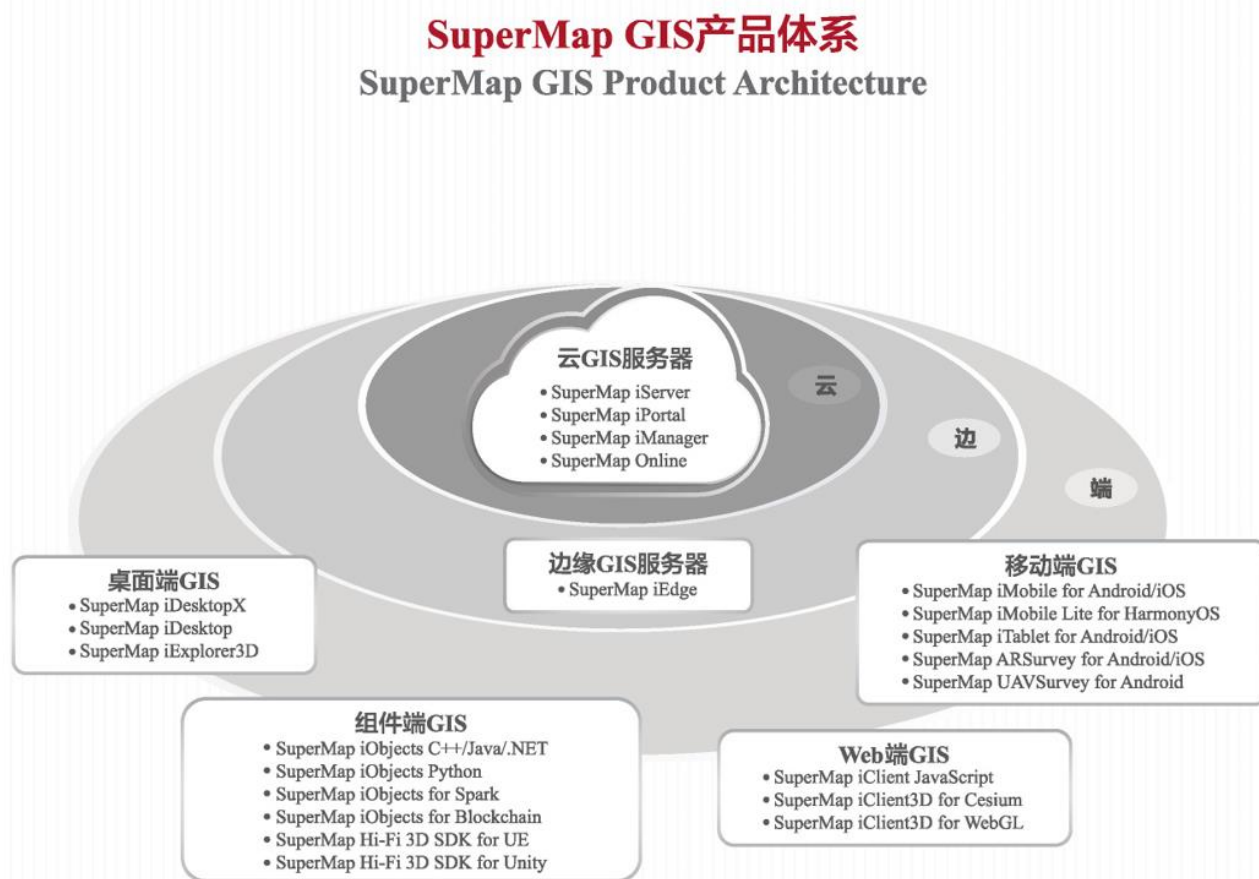 SuperMap GIS产品体系
SuperMap GIS Product Architecture
云GIS服务器
• SuperMap iServer
• SuperMap iPortal
• SuperMap iManager
• SuperMap Online
云
边
端
桌面端GIS
• SuperMap iDesktopX
• SuperMap iDesktop
• SuperMap iExplorer3D
边缘GIS服务器
• SuperMap iEdge
移动端GIS
• SuperMap iMobile for Android/iOS
• SuperMap iMobile Lite for HarmonyOS
• SuperMap iTablet for Android/iOS
• SuperMap ARSurvey for Android/iOS
• SuperMap UAVSurvey for Android
组件端GIS
• SuperMap iObjects C++/Java/.NET
• SuperMap iObjects Python
• SuperMap iObjects for Spark
• SuperMap iObjects for Blockchain
• SuperMap Hi-Fi 3D SDK for UE
• SuperMap Hi-Fi 3D SDK for Unity
Web端GIS
• SuperMap iClient JavaScript
• SuperMap iClient3D for Cesium
• SuperMap iClient3D for WebGL